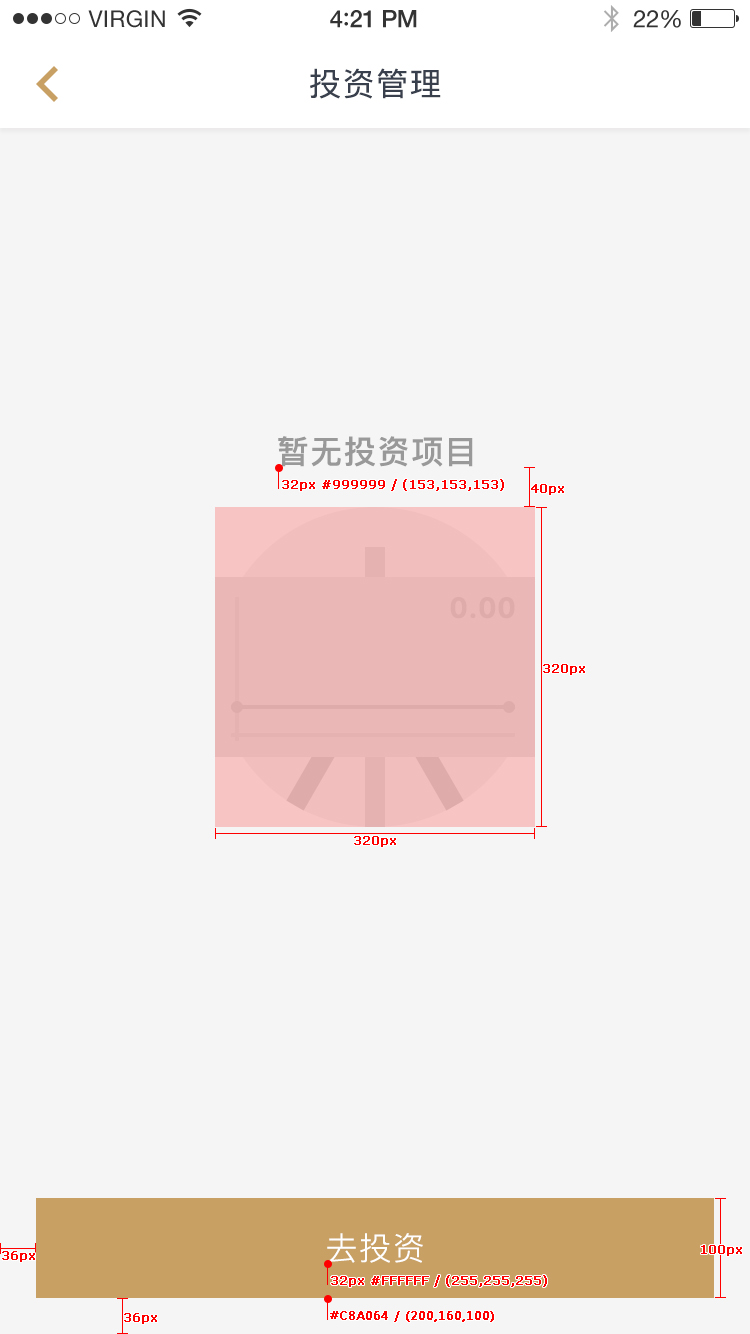 VIRGIN 4:21 PM 22%
投资管理
暂无投资项目
32px #999999 / (153,153,153)
40px
0.00
320px
320px
去投资
36px
100px
32px #FFFFFF / (255,255,255)
36px
#C8A064 / (200,160,100)